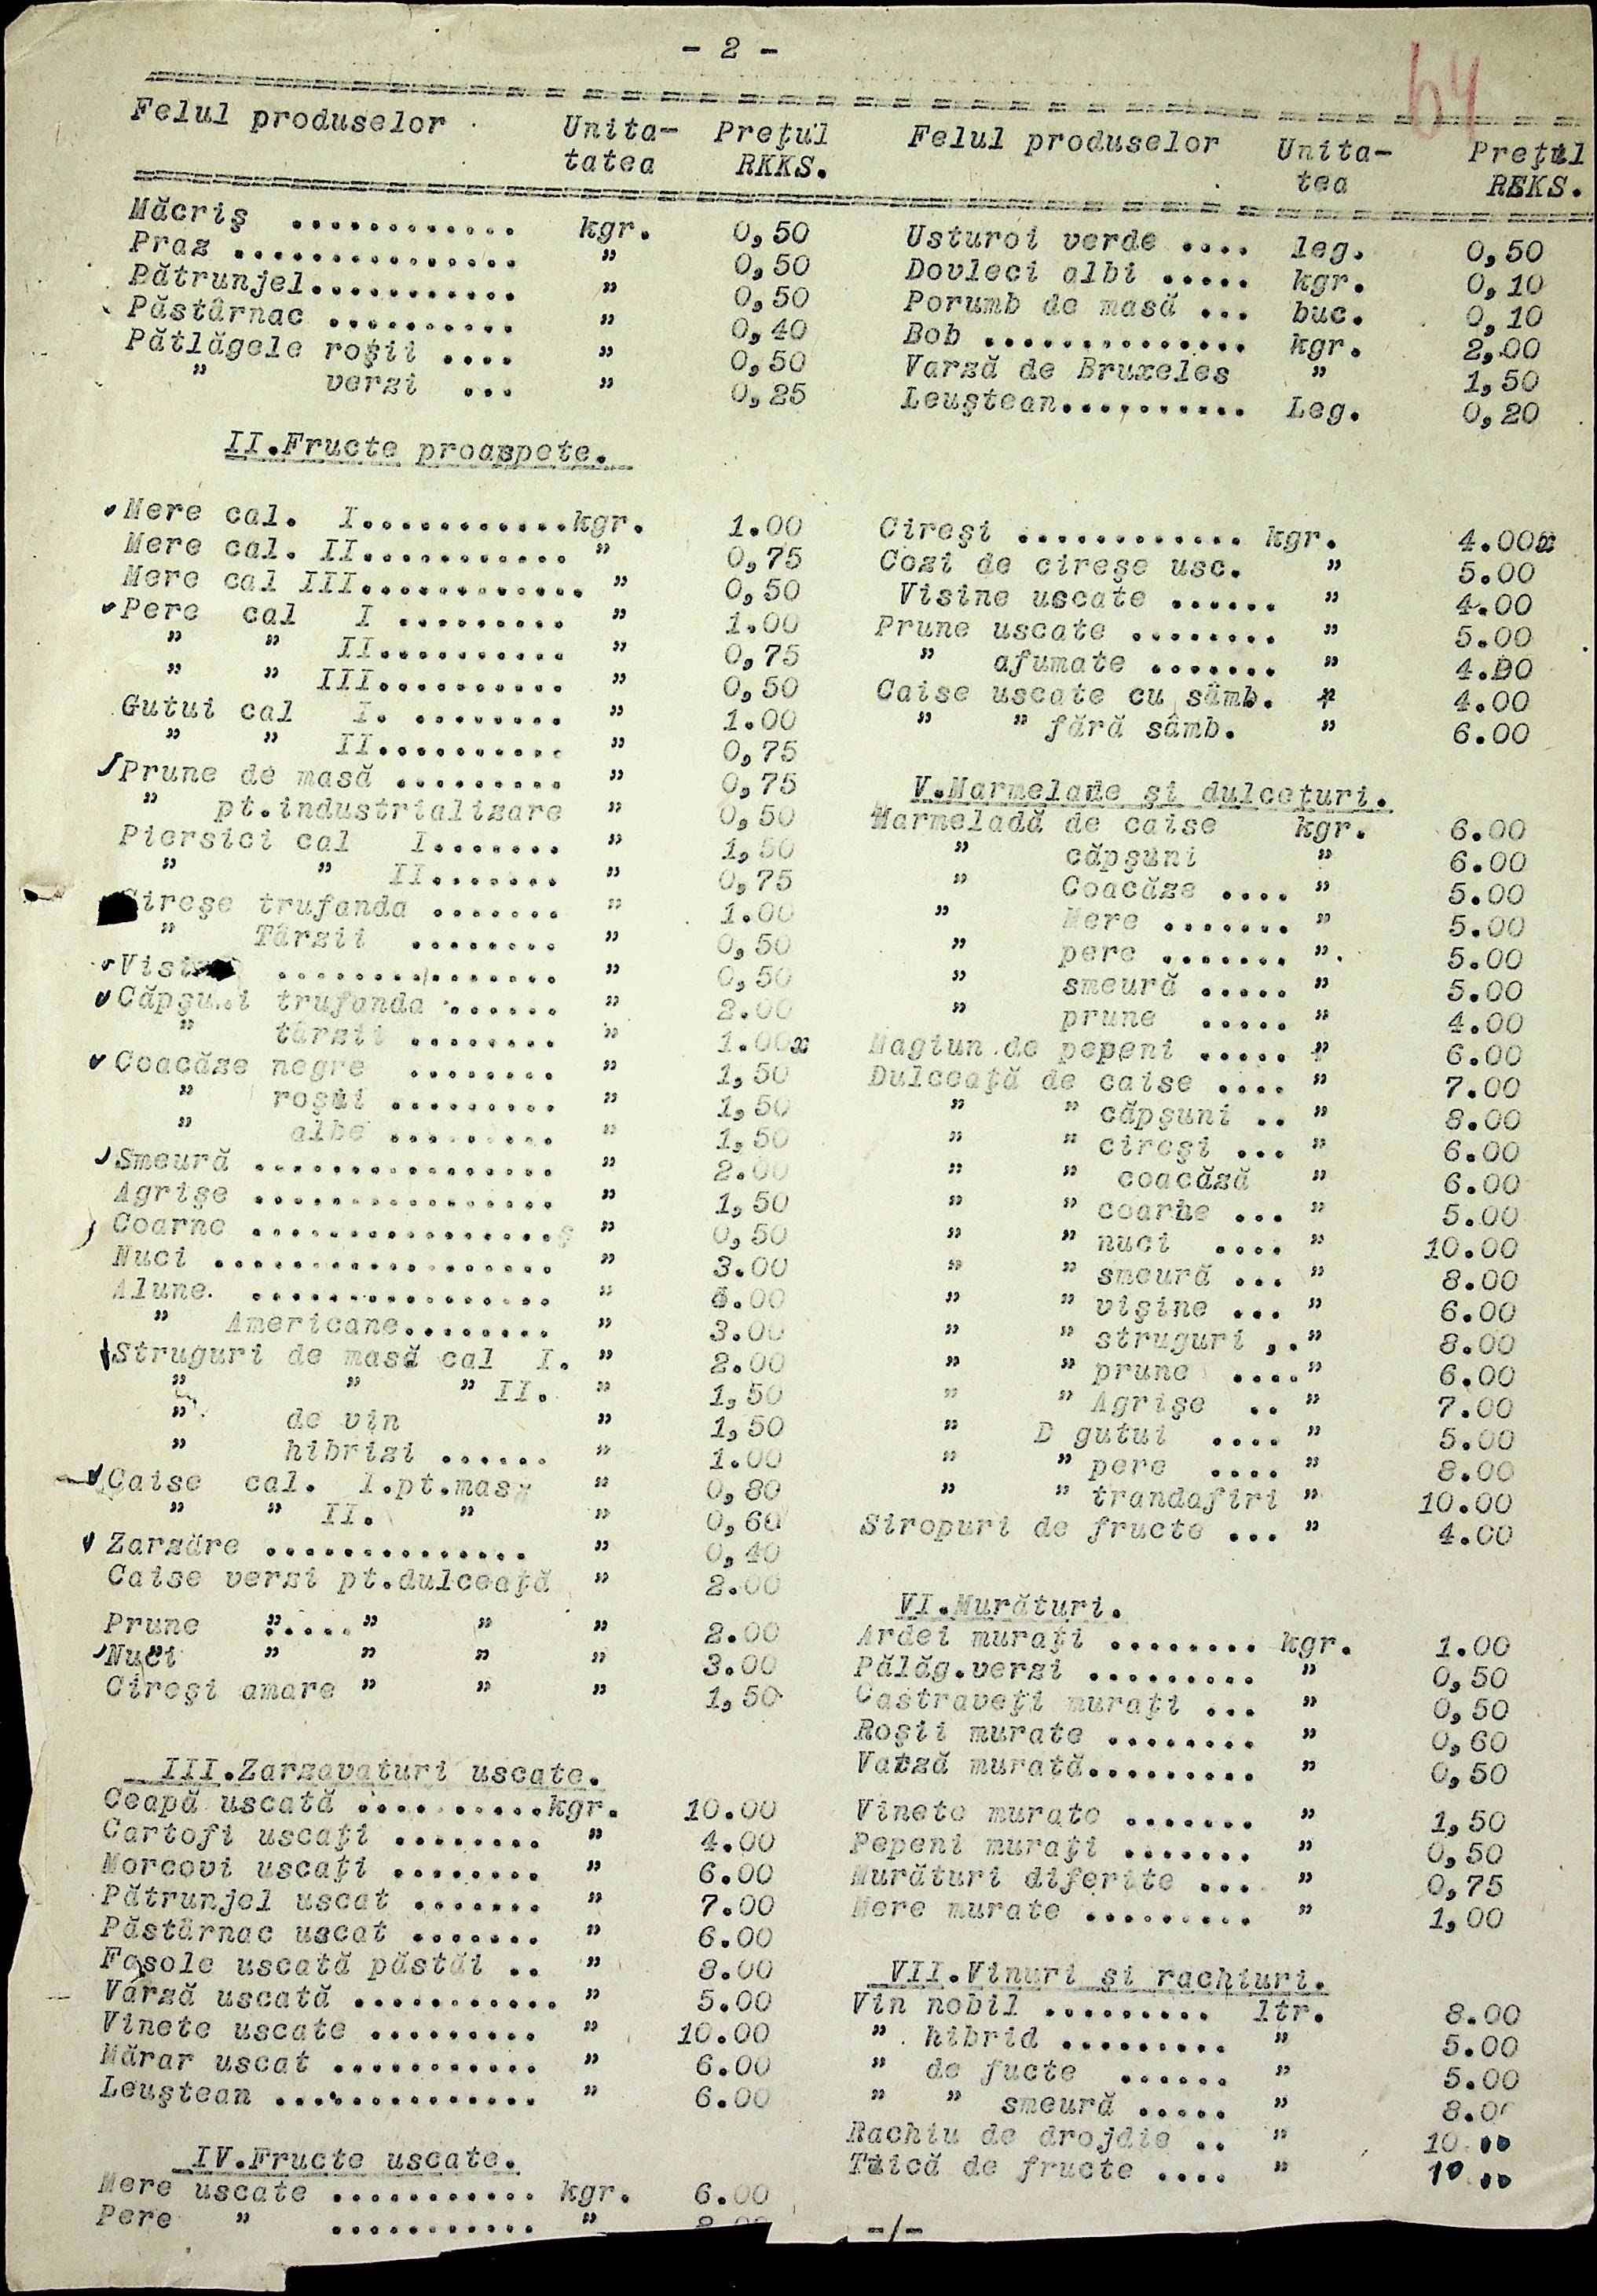 - 2 -
64
Felul produselor Unita- Preţul
tatea RKKS.
Măcriş ............ kgr. 0,50
Praz ............... " 0,50
Pătrunjel........... " 0,50
Păstârnac .......... " 0,40
Pătlăgele roşii .... " 0,50
" verzi ... " 0,25
II.Fructe proaspete.
Mere cal. I...........kgr. 1.00
Mere cal. II........... " 0,75
Mere cal III............ " 0,50
Pere cal I ......... " 1.00
" " II.......... " 0,75
" " III.......... " 0,50
Gutui cal I. ........ " 1.00
" " II.......... " 0,75
Prune de masă ......... " 0,75
" pt.industrializare " 0,50
Piersici cal I....... " 1,50
" " II....... " 0,75
Cireşe trufanda ....... " 1.00
" Târzii ........ " 0,50
............... " 0,50
Căpşuni trufanda ...... " 2.00
" târzii ........ " 1.00x
Coacăze negre ........ " 1,50
" roşii ......... " 1,50
" albe ......... " 1,50
Smeură ................ " 2.00
Agrişe ................ " 1,50
Coarne ................ş " 0,50
Nuci .................. " 3.00
Alune. ................ "
" Americane........ " 3.00
Struguri de masă cal I. " 2.00
" " " II. " 1,50
" de vin " 1,50
" hibrizi ...... " 1.00
Caise cal. I.pt.masă " 0,80
" " II. " " 0,60
Zarzăre .............. " 0,40
Caise verzi pt.dulceaţă " 2.00
Prune "....." " " 2.00
Nuci " " " " 3.00
Cireşi amare " " " 1,50
III.Zarzavaturi uscate.
Ceapă uscată ..........kgr. 10.00
Cartofi uscaţi ........ " 4.00
Morcovi uscaţi ........ " 6.00
Pătrunjel uscat ....... " 7.00
Păstârnac uscat ....... " 6.00
Fasole uscată păstăi .. " 8.00
Varză uscată ........... " 5.00
Vinete uscate ......... " 10.00
Mărar uscat ........... " 6.00
Leuştean .............. " 6.00
IV.Fructe uscate.
Mere uscate ........... kgr. 6.00
Pere " ........... "
Felul produselor Unita- Preţul
tea REKS.
Usturoi verde .... leg. 0,50
Dovleci albi ..... kgr. 0,10
Porumb de masă ... buc. 0,10
Bob .............. kgr. 2,00
Varză de Bruxeles " 1,50
Leuştean.......... Leg. 0,20
Cireşi ............ kgr. 4.00x
Cozi de cireşe usc. " 5.00
Visine uscate ...... " 4.00
Prune uscate ........ " 5.00
" afumate ....... " 4.00
Caise uscate cu sâmb. " 4.00
" " fără sâmb. " 6.00
V.Marmelade şi dulceţuri.
Marmeladă de caise kgr. 6.00
" căpşuni " 6.00
" Coacăze .... " 5.00
" Mere ....... " 5.00
" pere ....... ". 5.00
" smeură ..... " 5.00
" prune ..... " 4.00
Magiun de pepeni ..... " 6.00
Dulceaţă de caise .... " 7.00
" " căpşuni .. " 8.00
" " cireşi ... " 6.00
" " coacăză " 6.00
" " coarne ... " 5.00
" " nuci .... " 10.00
" " smeură ... " 8.00
" " vişine ... " 6.00
" " struguri ,. " 8.00
" " prune .... " 6.00
" " Agrişe .. " 7.00
" D gutui .... " 5.00
" " pere .... " 8.00
" " trandafiri " 10.00
Siropuri de fructe ... " 4.00
VI.Murături.
Ardei muraţi ........ kgr. 1.00
Pălăg.verzi ......... " 0,50
Castraveţi muraţi ... " 0,50
Roşii murate ........ " 0,60
Varză murată......... " 0,50
Vinete murate ....... " 1,50
Pepeni muraţi ....... " 0,50
Murături diferite ... " 0,75
Mere murate ......... " 1,00
VII.Vinuri şi rachiuri.
Vin nobil ......... ltr. 8.00
" hibrid ......... " 5.00
" de fucte ...... " 5.00
" " smeură ..... " 8.00
Rachiu de drojdie .. " 10.00
Tuică de fructe .... " 10.00
-/-